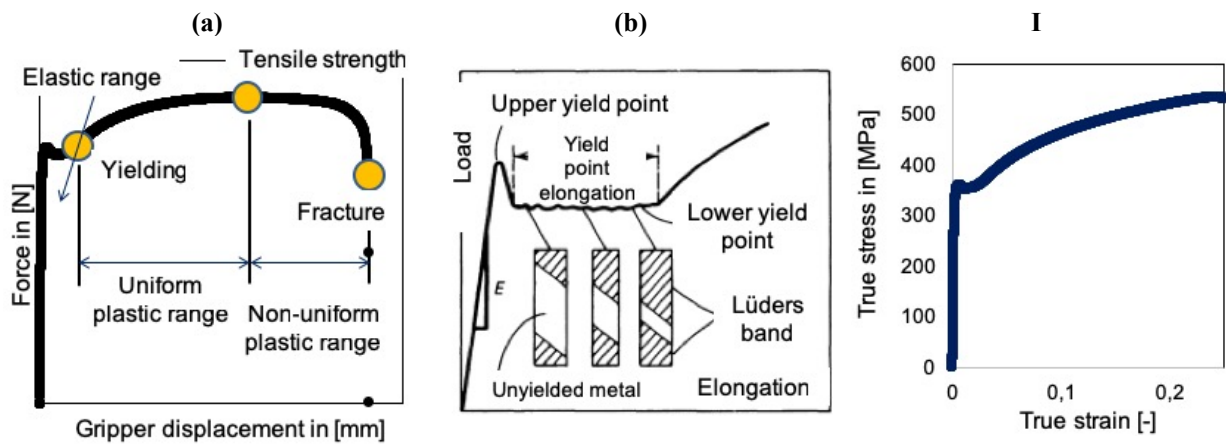 (a)
Tensile strength
Elastic range
Yielding
Fracture
Force in [N]
Uniform
plastic range
Non-uniform
plastic range
Gripper displacement in [mm]
(b)
Upper yield point
Load
Yield
point
elongation
Lower yield
point
E
Lüders
band
Unyielded metal
Elongation
I
600
500
400
300
200
100
0
True stress in [MPa]
0
0,1
0,2
True strain [-]